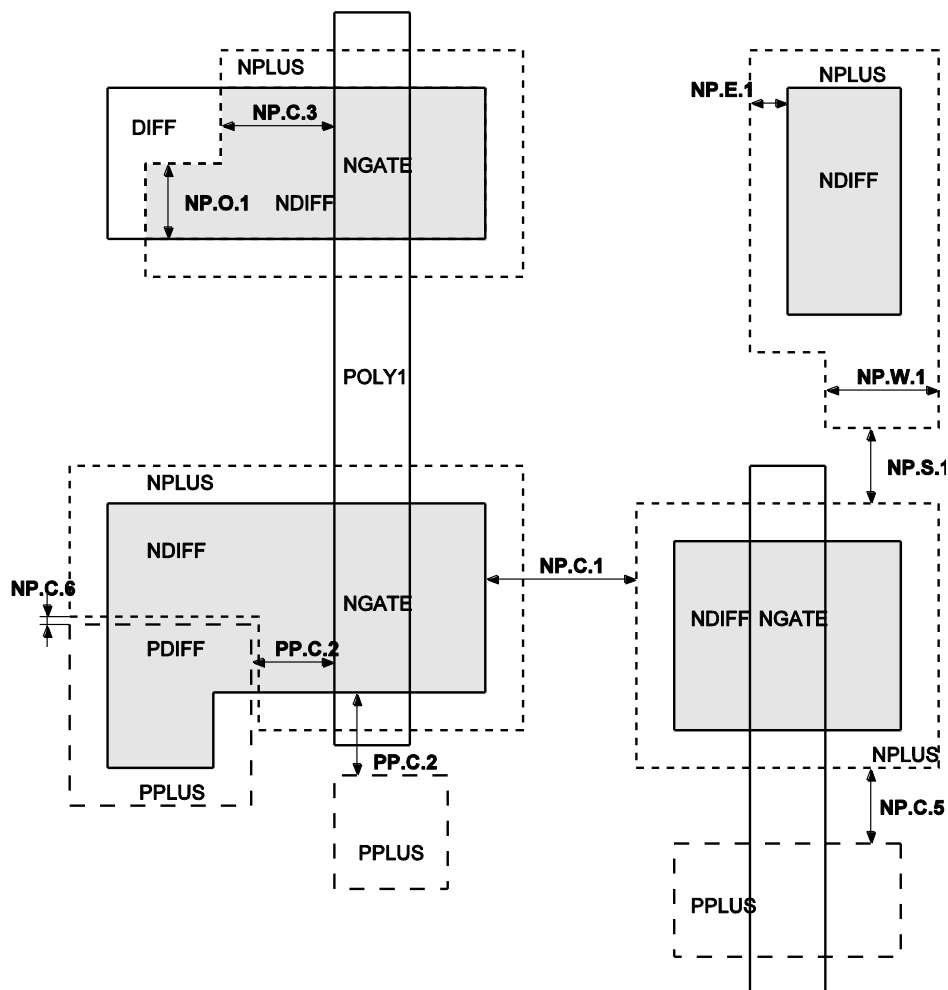 NPLUS
NPLUS
NP.E.1
NP.C.3
DIFF
NGATE
NDIFF
NP.O.1
NDIFF
POLY1
NP.W.1
NP.S.1
NPLUS
NDIFF
NP.C.1
NP.C.6
NGATE
NDIFF NGATE
PDIFF
PP.C.2
NPLUS
PP.C.2
PPLUS
NP.C.5
PPLUS
PPLUS